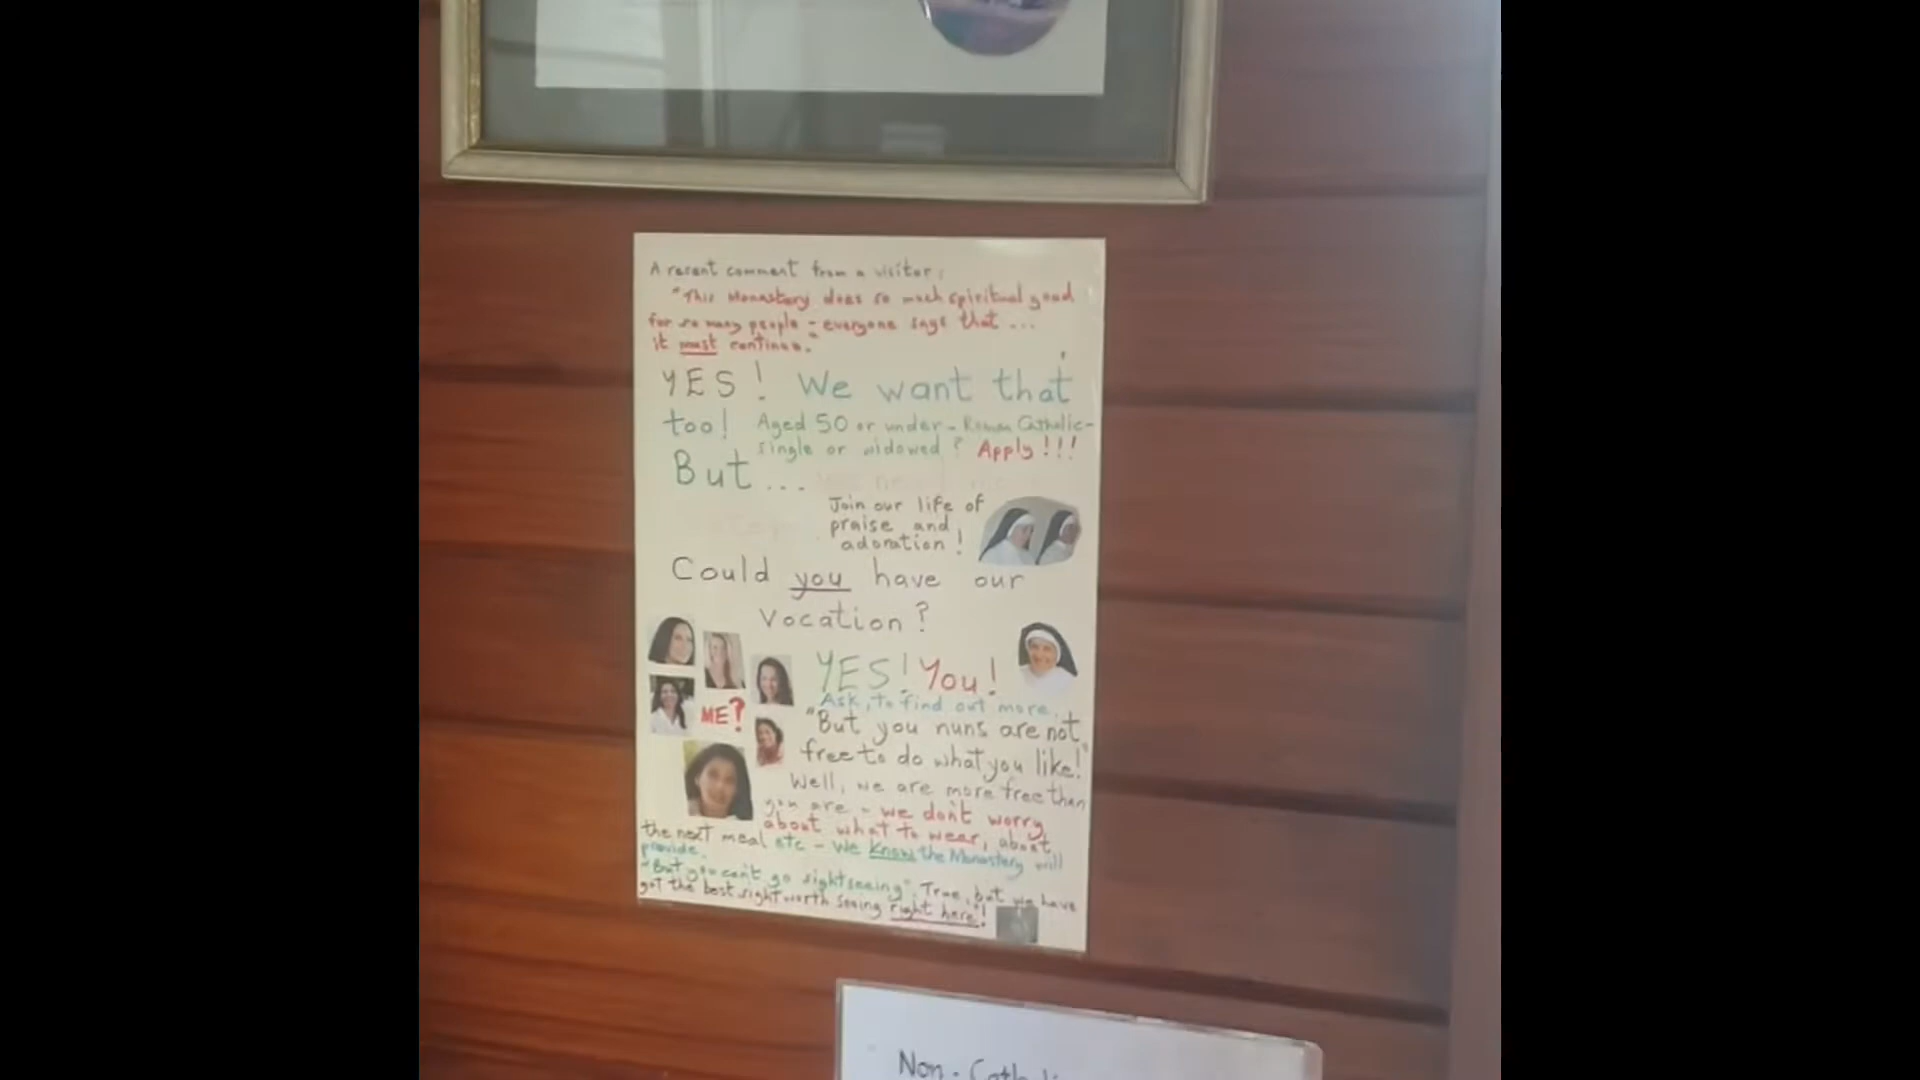 A recent comment from a visitor:
"This Monastery does so much spiritual good
for so many people - everyone says that ...
it must continue."
YES! We want that
too! Aged 50 or under - Roman Catholic -
single or widowed? Apply!!!
But ...
Join our life of
praise and
adoration!
Could you have our
vocation?
YES! You!
Ask, to find out more.
ME?
"But you nuns are not
free to do what you like!"
Well, we are more free than
you are - we don't worry
about what to wear, about
the next meal etc - We Know the Monastery will
provide.
"But you can't go sightseeing". True, but we have
got the best sight worth seeing right here!
Non-